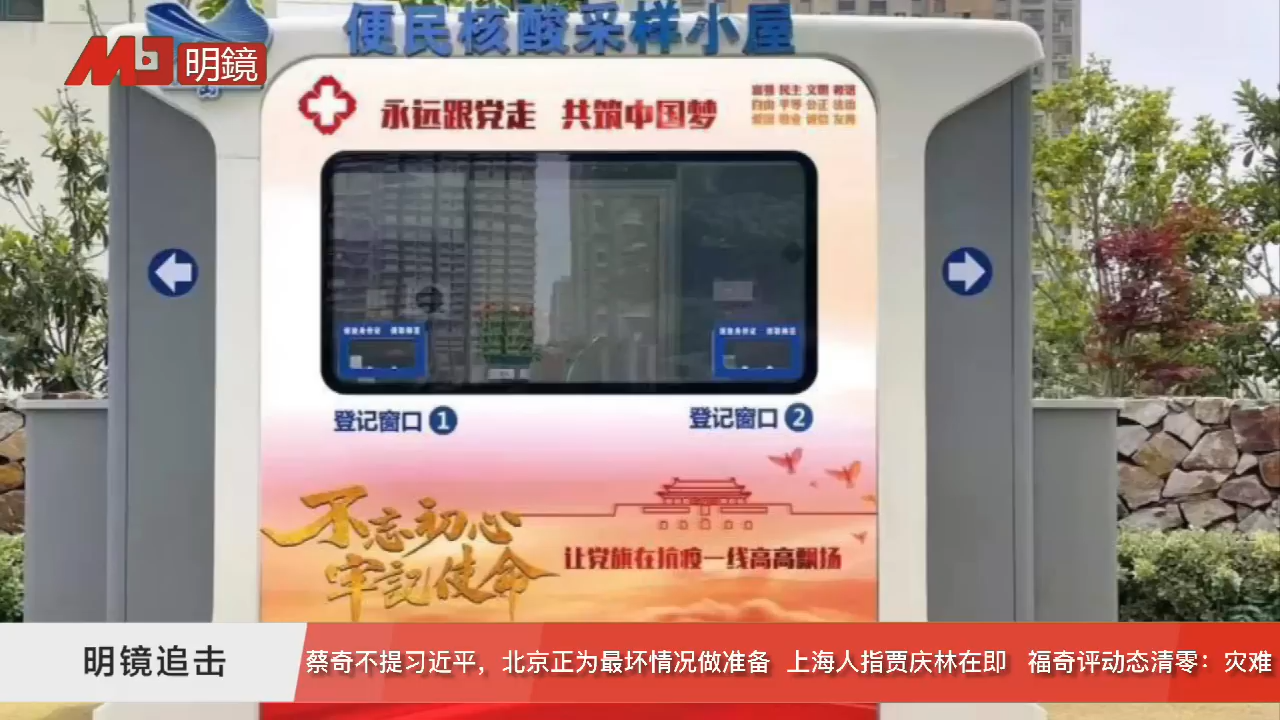 便民核酸采样小屋
明鏡
街
永远跟党走 共筑中国梦
富强 民主 文明 和谐
自由 平等 公正 法治
爱国 敬业 诚信 友善
登记窗口 1
登记窗口 2
不忘初心
牢記使命
让党旗在抗疫一线高高飘扬
明镜追击
蔡奇不提习近平，北京正为最坏情况做准备 上海人指贾庆林在即 福奇评动态清零：灾难